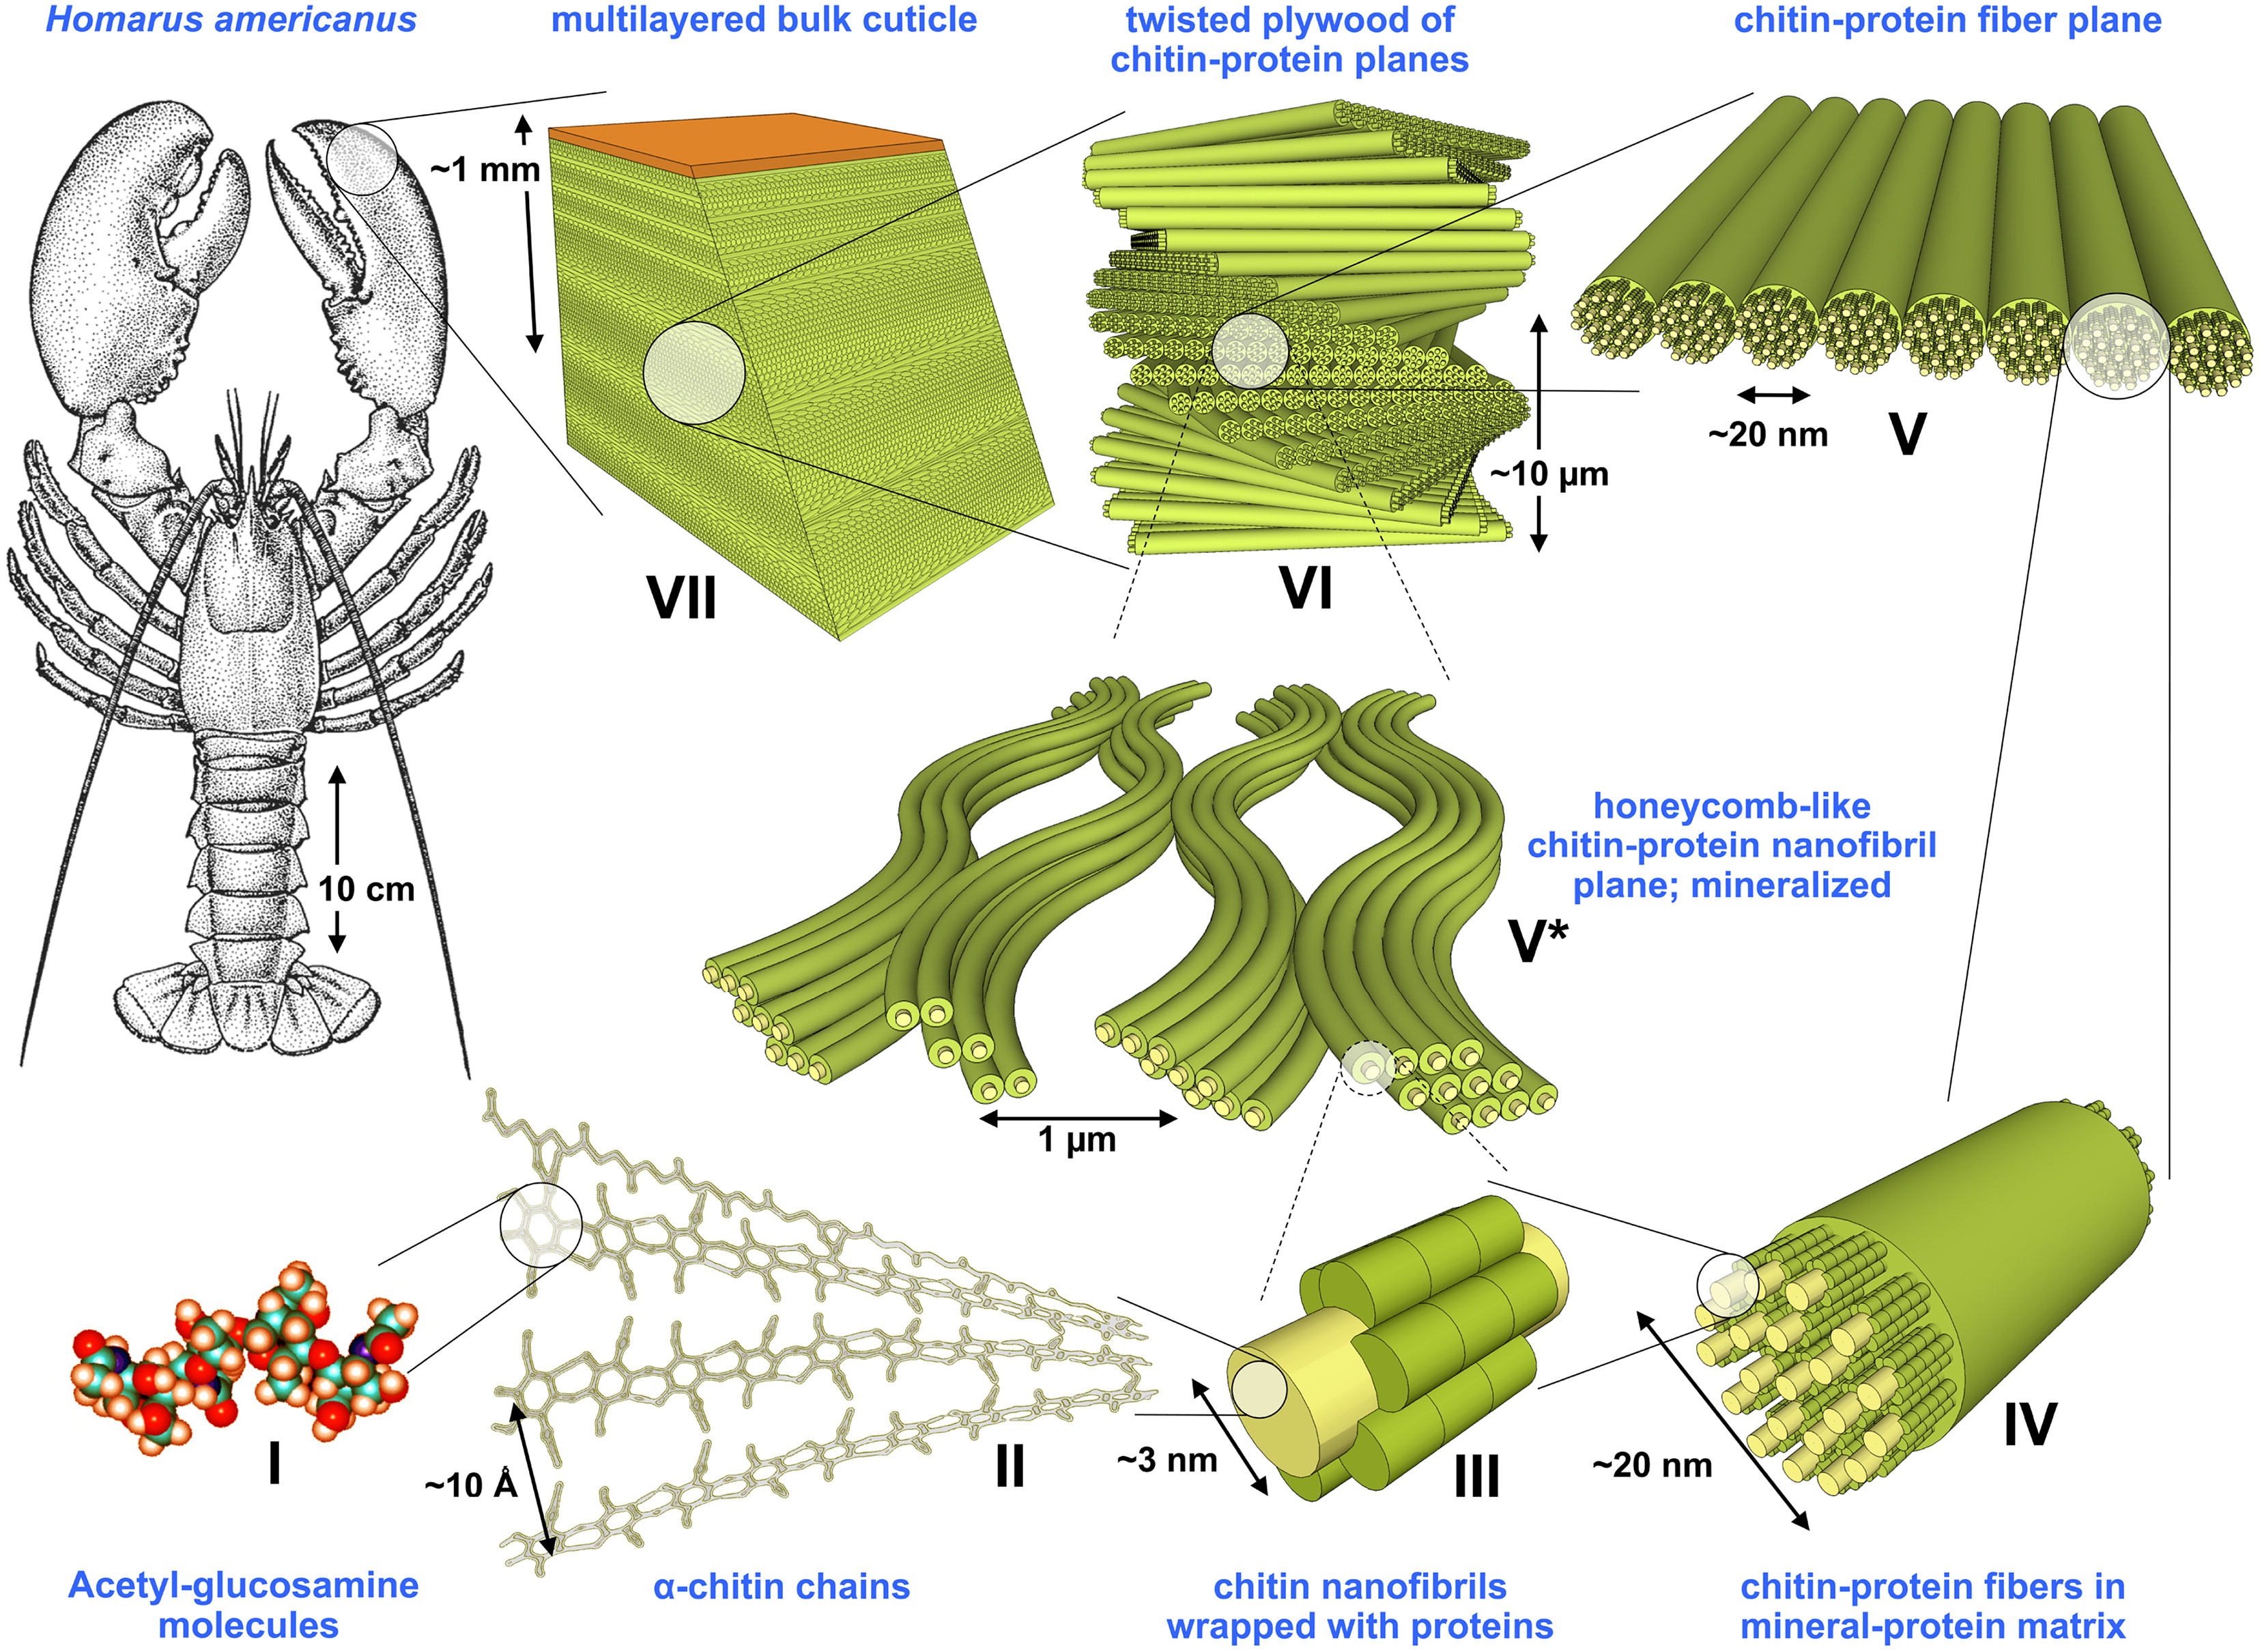 Homarus americanus
multilayered bulk cuticle
twisted plywood of
chitin-protein planes
chitin-protein fiber plane
~1 mm
~20 nm
V
~10 µm
VII
VI
honeycomb-like
chitin-protein nanofibril
plane; mineralized
V*
10 cm
1 µm
I
~10 Å
II
~3 nm
III
~20 nm
IV
Acetyl-glucosamine
molecules
α-chitin chains
chitin nanofibrils
wrapped with proteins
chitin-protein fibers in
mineral-protein matrix